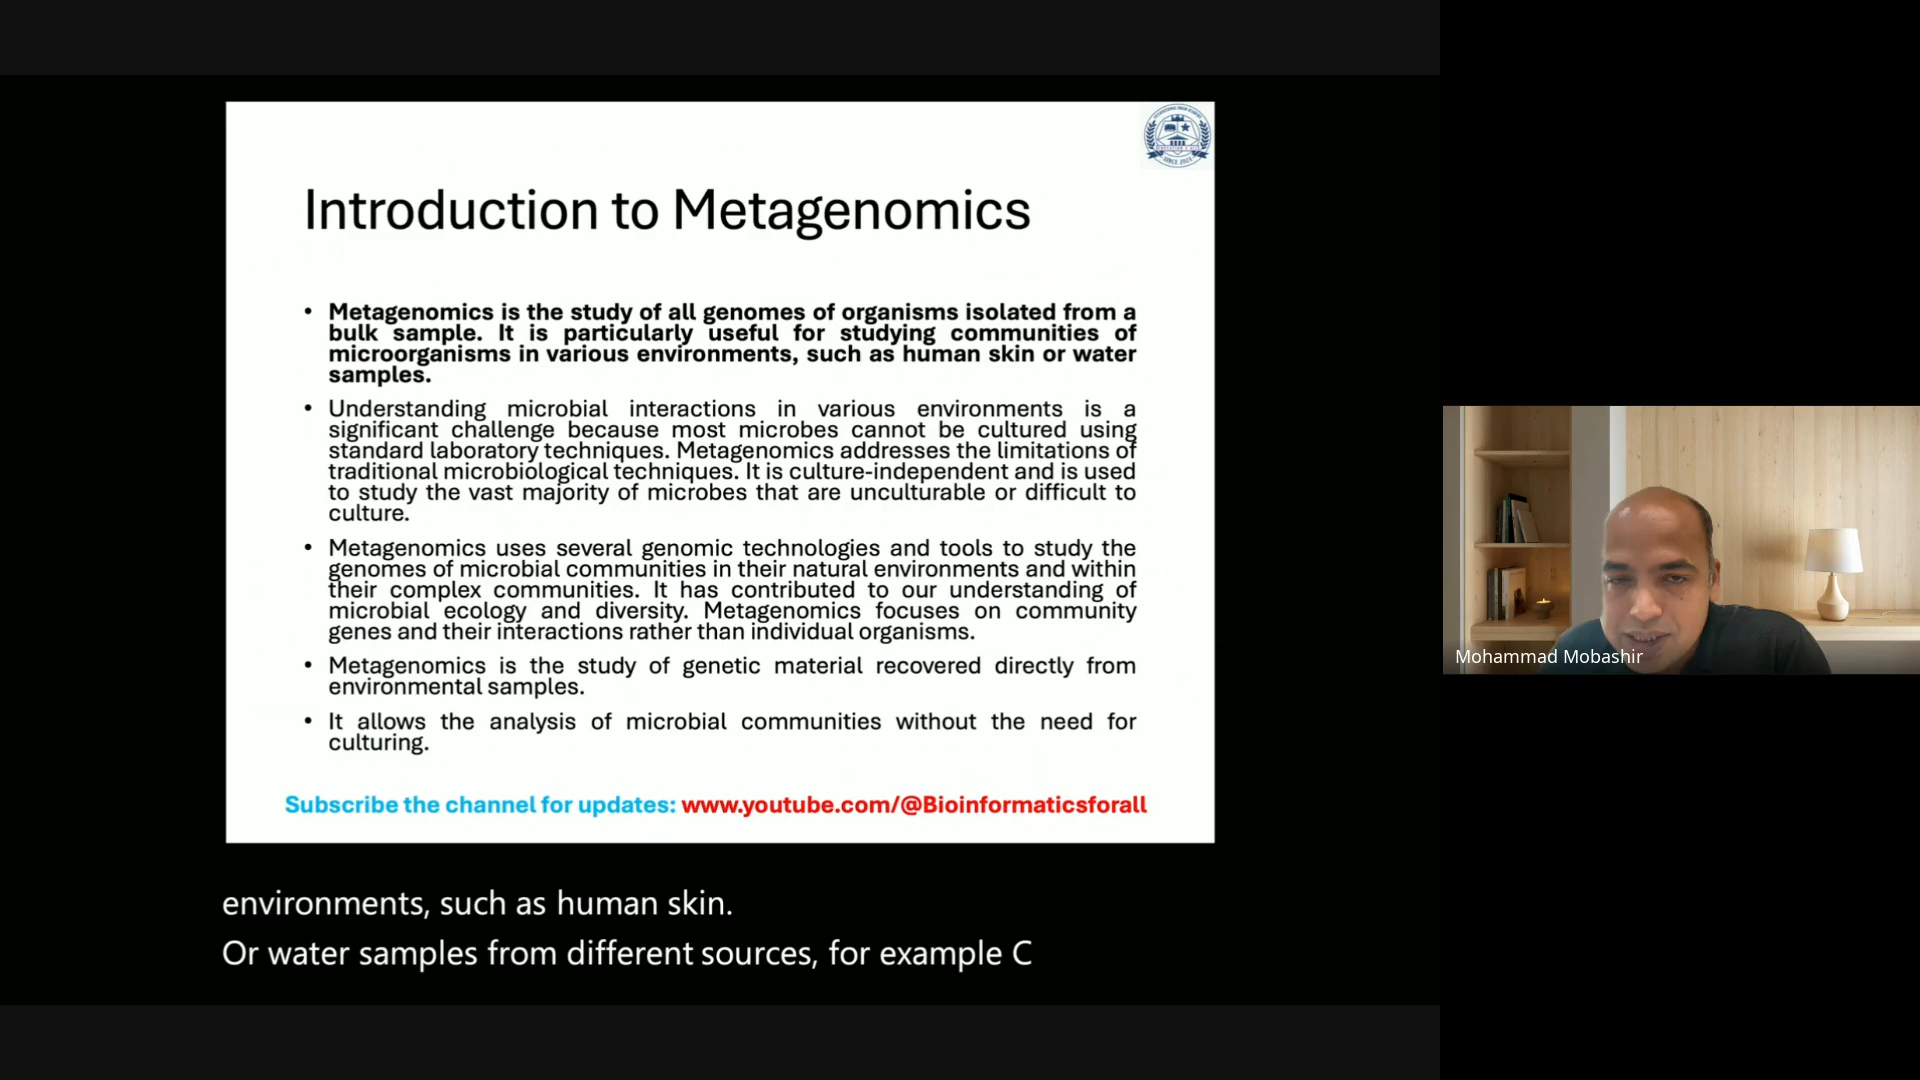 Introduction to Metagenomics
• Metagenomics is the study of all genomes of organisms isolated from a
bulk sample. It is particularly useful for studying communities of
microorganisms in various environments, such as human skin or water
samples.
• Understanding microbial interactions in various environments is a
significant challenge because most microbes cannot be cultured using
standard laboratory techniques. Metagenomics addresses the limitations of
traditional microbiological techniques. It is culture-independent and is used
to study the vast majority of microbes that are unculturable or difficult to
culture.
• Metagenomics uses several genomic technologies and tools to study the
genomes of microbial communities in their natural environments and within
their complex communities. It has contributed to our understanding of
microbial ecology and diversity. Metagenomics focuses on community
genes and their interactions rather than individual organisms.
• Metagenomics is the study of genetic material recovered directly from
environmental samples.
• It allows the analysis of microbial communities without the need for
culturing.
Subscribe the channel for updates: www.youtube.com/@Bioinformaticsforall
environments, such as human skin.
Or water samples from different sources, for example C
Mohammad Mobashir